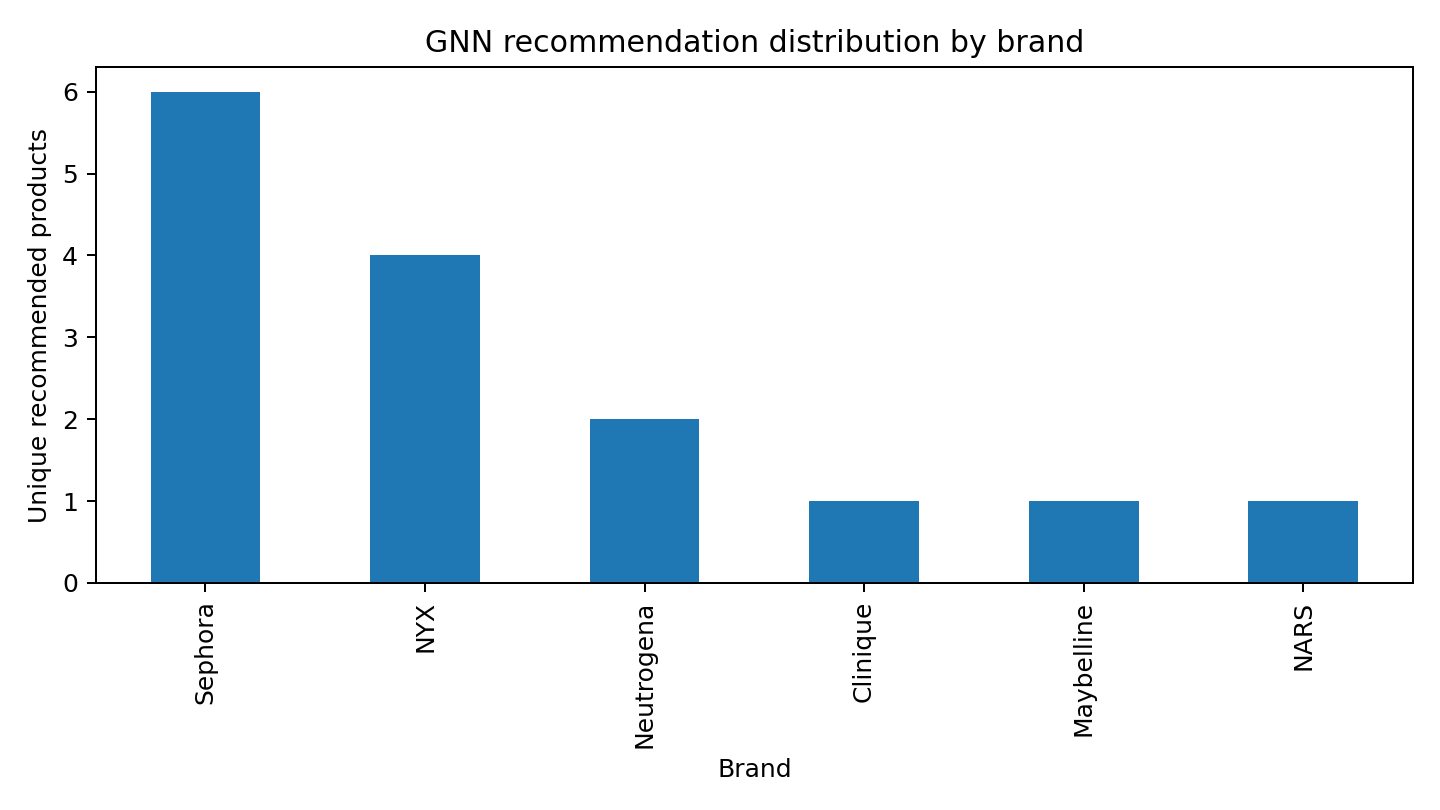 GNN recommendation distribution by brand
Unique recommended products
6
5
4
3
2
1
0
Sephora
NYX
Neutrogena
Clinique
Maybelline
NARS
Brand